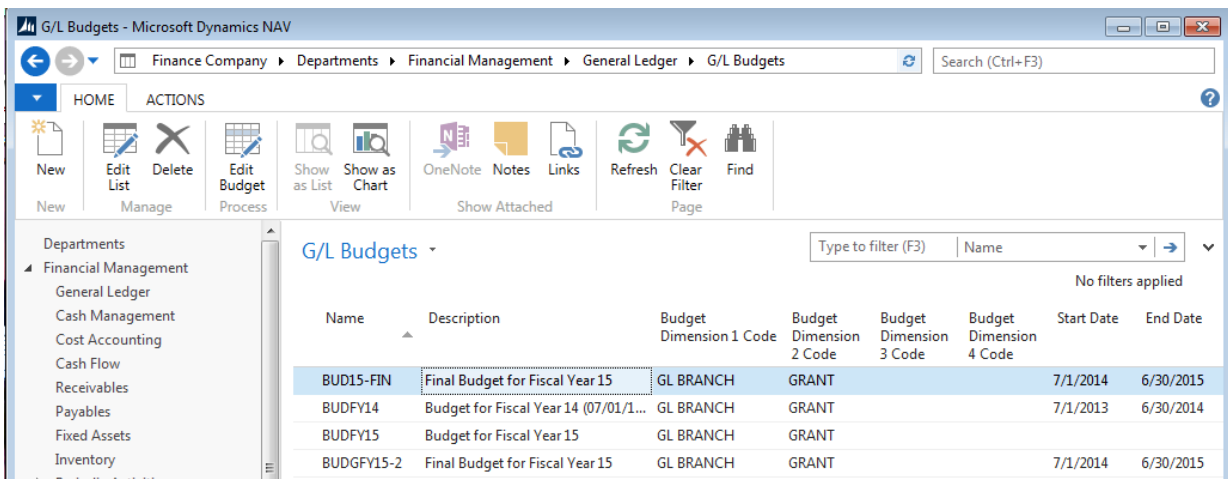 G/L Budgets - Microsoft Dynamics NAV
Finance Company Departments Financial Management General Ledger G/L Budgets
Search (Ctrl+F3)
HOME ACTIONS
New
Edit List
Delete
Edit Budget
Show as List
Show as Chart
OneNote
Notes
Links
Refresh
Clear Filter
Find
New Manage Process View Show Attached Page
Departments
Financial Management
General Ledger
Cash Management
Cost Accounting
Cash Flow
Receivables
Payables
Fixed Assets
Inventory
G/L Budgets
Type to filter (F3) Name
No filters applied
Name Description Budget Dimension 1 Code Budget Dimension 2 Code Budget Dimension 3 Code Budget Dimension 4 Code Start Date End Date
BUD15-FIN Final Budget for Fiscal Year 15 GL BRANCH GRANT 7/1/2014 6/30/2015
BUDFY14 Budget for Fiscal Year 14 (07/01/1... GL BRANCH GRANT 7/1/2013 6/30/2014
BUDFY15 Budget for Fiscal Year 15 GL BRANCH GRANT
BUDGFY15-2 Final Budget for Fiscal Year 15 GL BRANCH GRANT 7/1/2014 6/30/2015